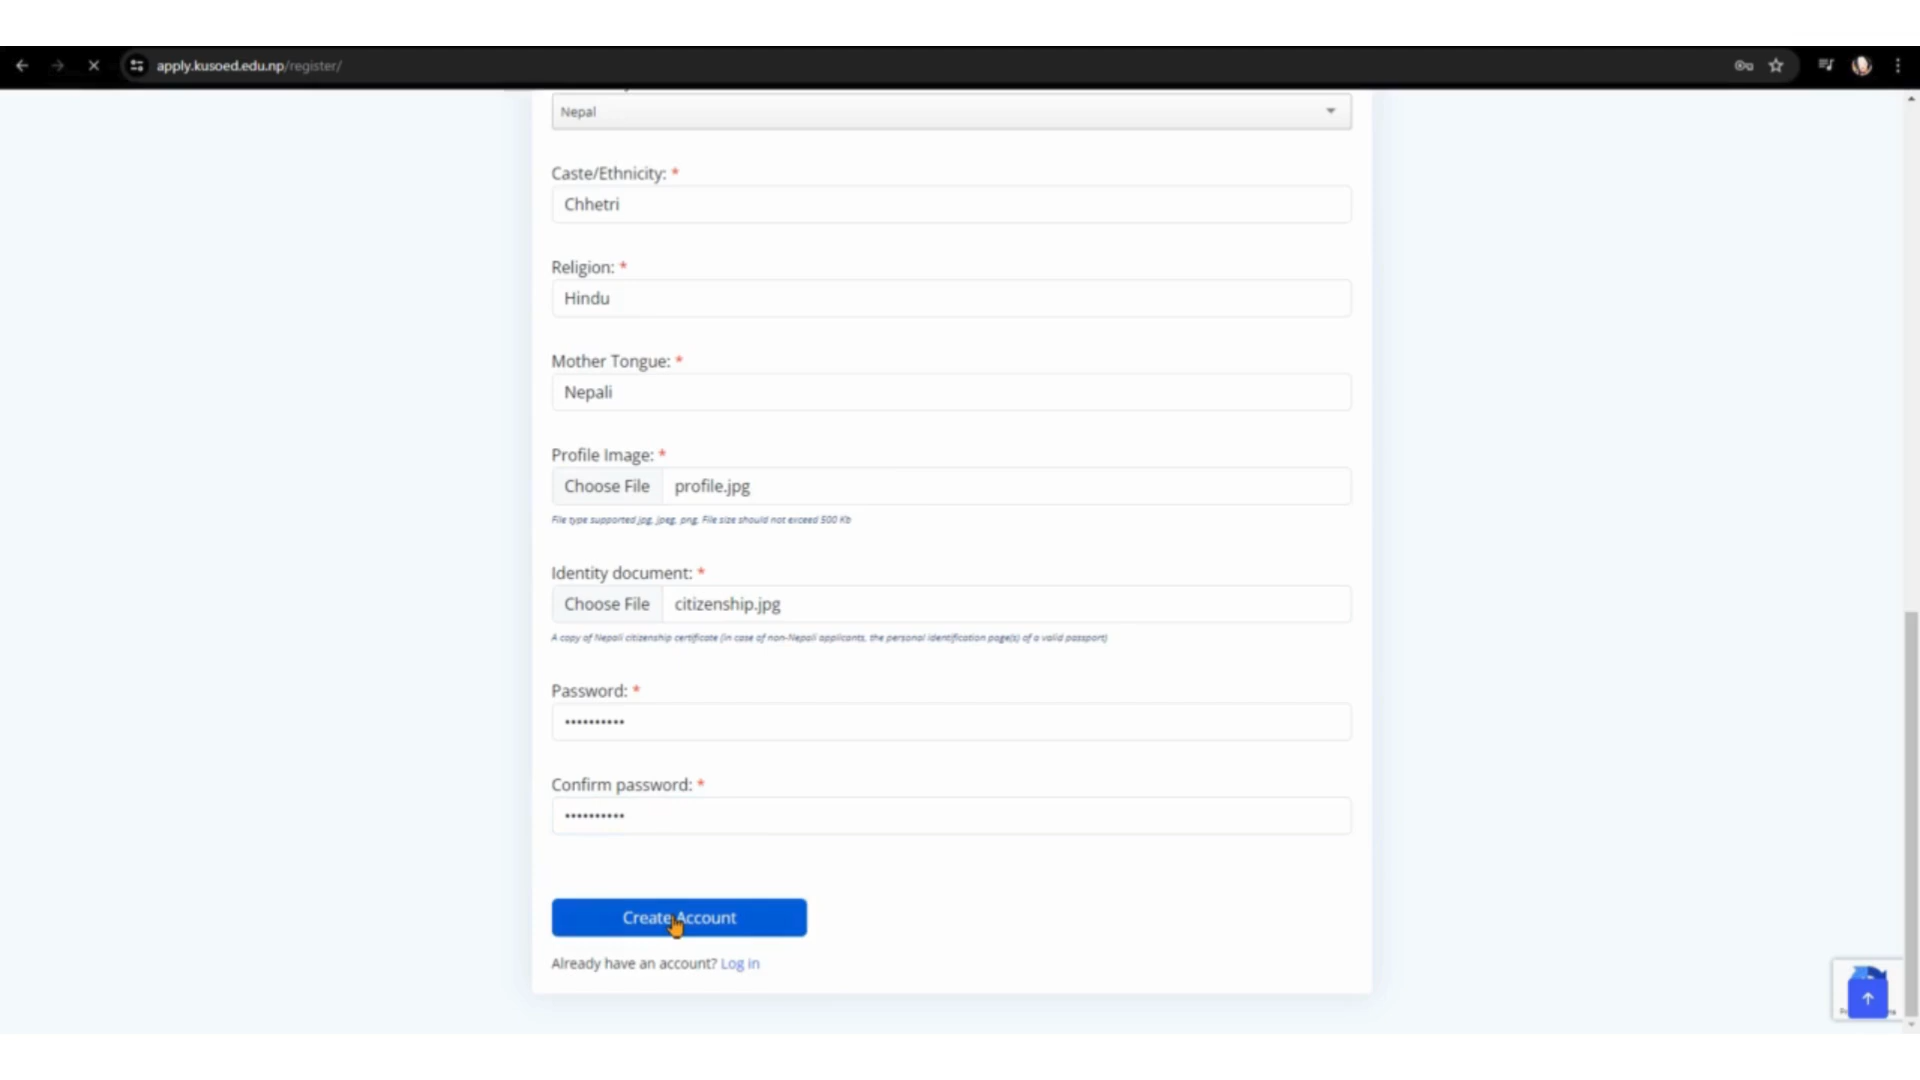 apply.kusoed.edu.np/register/
Nepal
Caste/Ethnicity: *
Chhetri
Religion: *
Hindu
Mother Tongue: *
Nepali
Profile Image: *
Choose File profile.jpg
File type supported jpg, jpeg, png. File size should not exceed 500 Kb
Identity document: *
Choose File citizenship.jpg
A copy of Nepali citizenship certificate (in case of non-Nepali applicants, the personal identification page(s) of a valid passport)
Password: *
••••••••••
Confirm password: *
••••••••••
Create Account
Already have an account? Log in